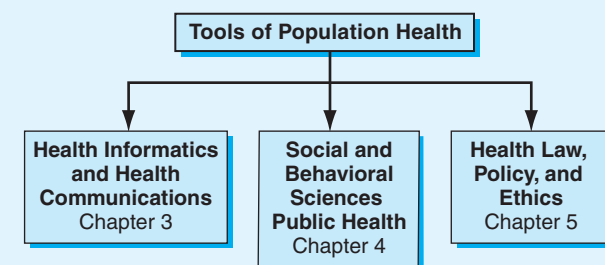 Tools of Population Health
Health Informatics
and Health
Communications
Chapter 3
Social and
Behavioral
Sciences
Public Health
Chapter 4
Health Law,
Policy, and
Ethics
Chapter 5